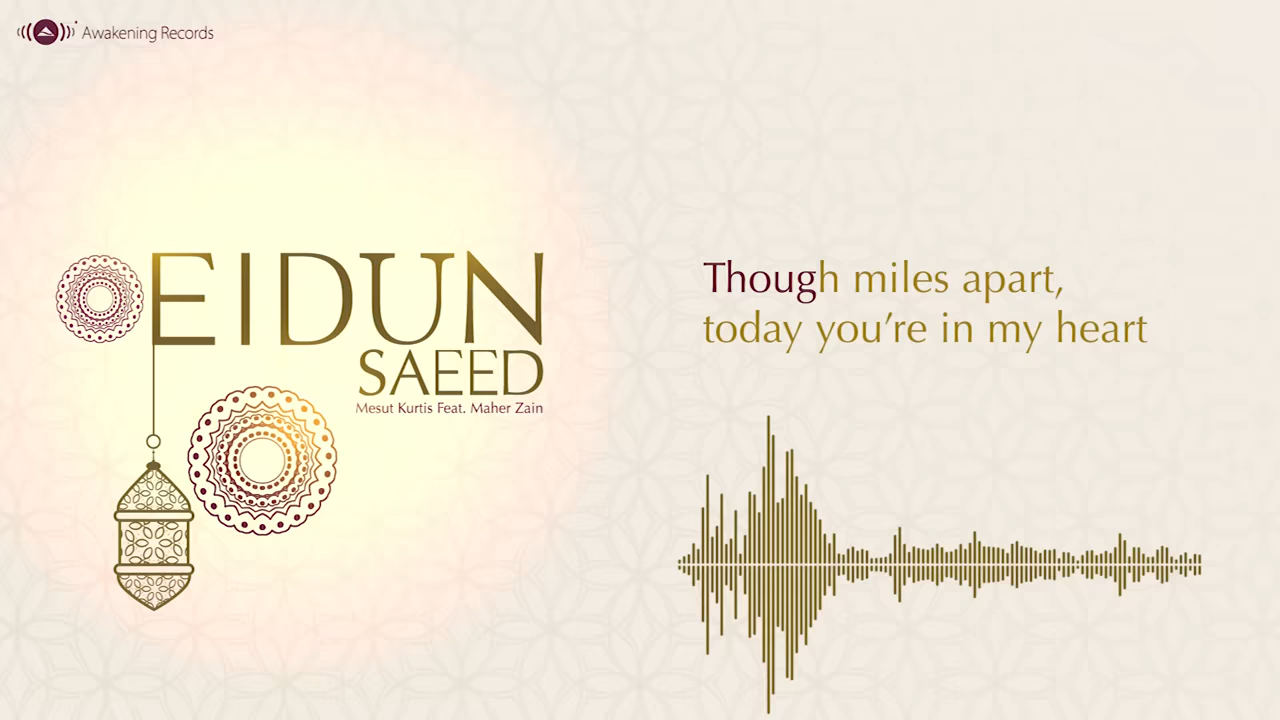 Awakening Records
EIDUN
SAEED
Mesut Kurtis Feat. Maher Zain
Though miles apart,
today you’re in my heart